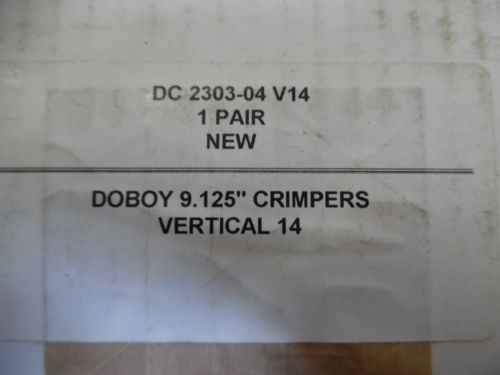 DC 2303-04 V14
1 PAIR
NEW
DOBOY 9.125" CRIMPERS
VERTICAL 14